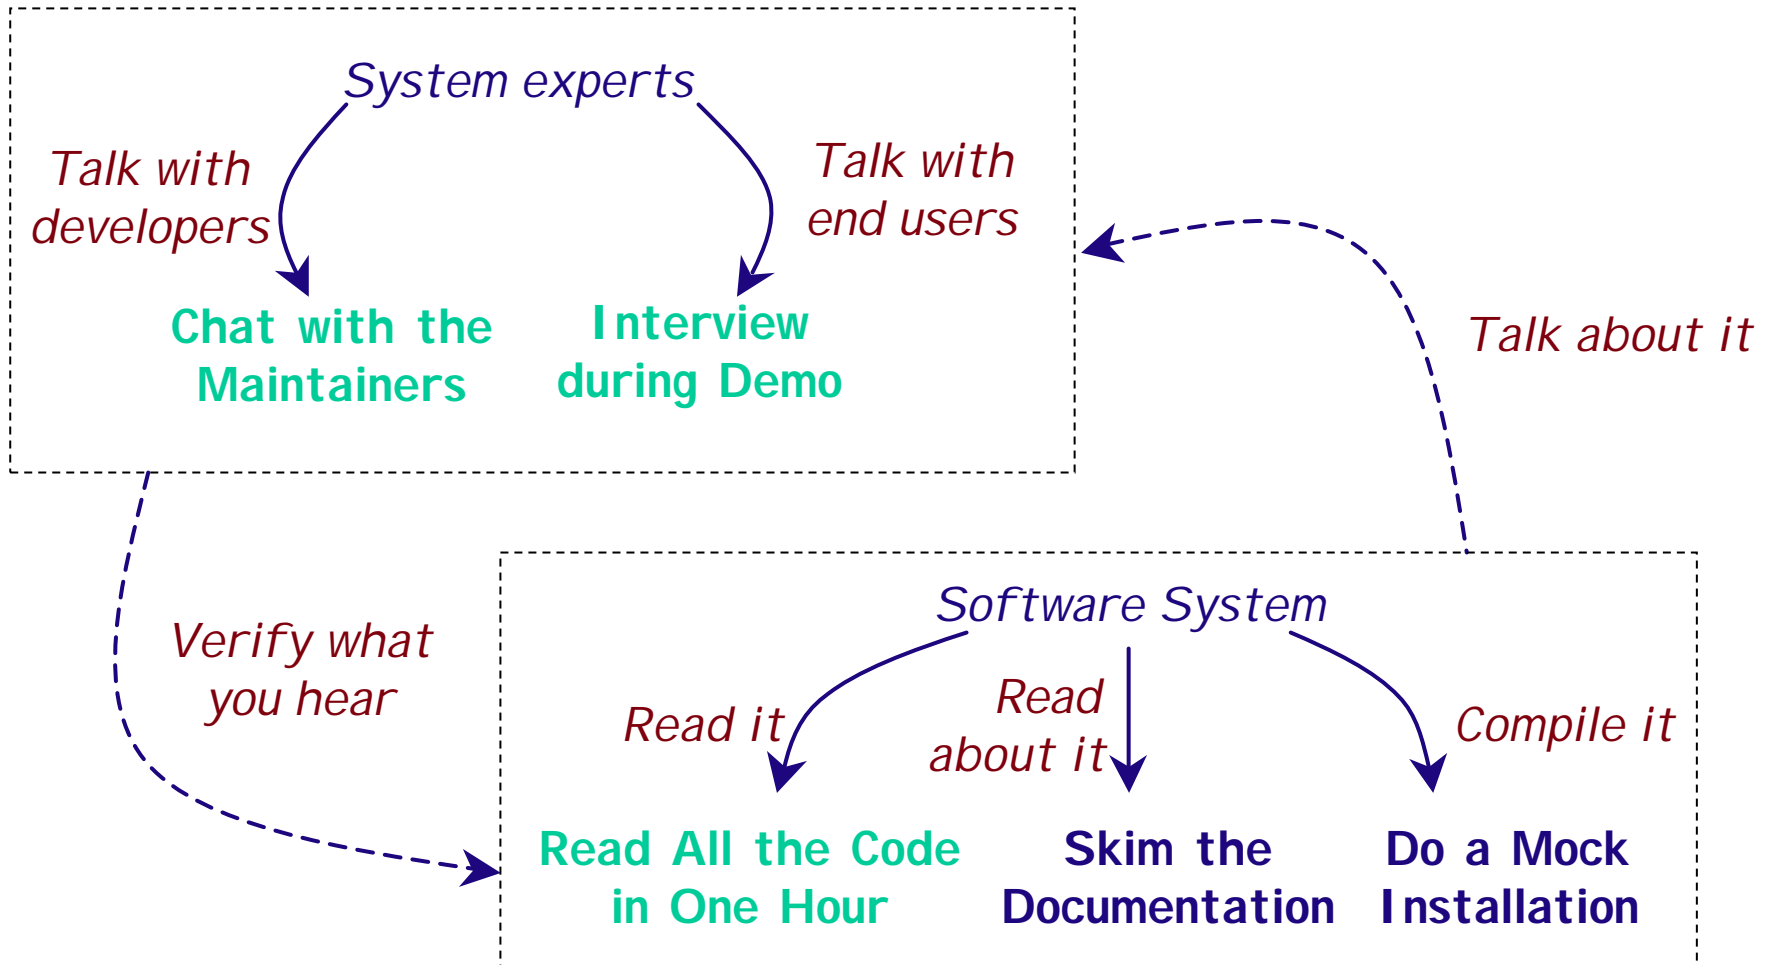 System experts
Talk with
developers
Talk with
end users
Chat with the
Maintainers
Interview
during Demo
Talk about it
Verify what
you hear
Software System
Read it
Read
about it
Compile it
Read All the Code
in One Hour
Skim the
Documentation
Do a Mock
Installation